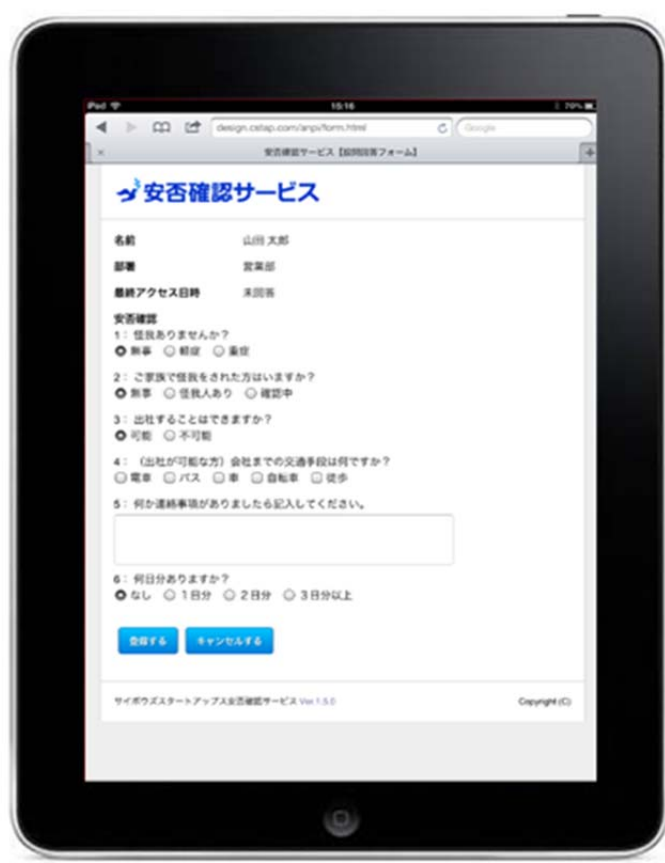 iPad 15:16 70%
design.cstap.com/anpi/form.html Google
安否確認サービス【設問回答フォーム】
安否確認サービス
名前 山田 太郎
部署 営業部
最終アクセス日時 未回答
安否確認
1： 怪我ありませんか？
無事 軽症 重症
2： ご家族で怪我をされた方はいますか？
無事 怪我人あり 確認中
3： 出社することはできますか？
可能 不可能
4： （出社が可能な方）会社までの交通手段は何ですか？
電車 バス 車 自転車 徒歩
5： 何か連絡事項がありましたら記入してください。
6： 何日分ありますか？
なし 1日分 2日分 3日分以上
登録する キャンセルする
サイボウズスタートアップス安否確認サービス Ver.1.5.0 Copyright (C)